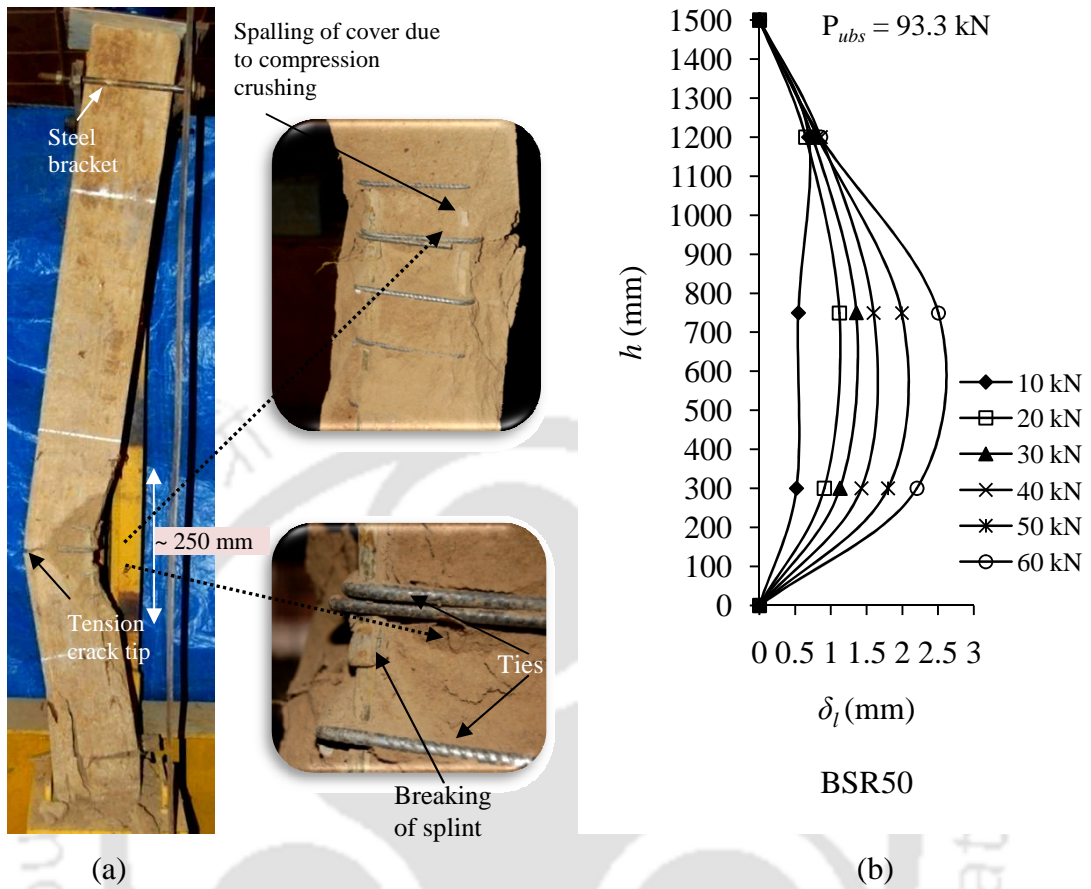 Spalling of cover due
to compression
crushing
Steel
bracket
~ 250 mm
Tension
crack tip
Ties
Breaking
of splint
(a)
P_ubs = 93.3 kN
1500
1400
1300
1200
1100
1000
900
800
700
600
500
400
300
200
100
0
h (mm)
0 0.5 1 1.5 2 2.5 3
δ_l (mm)
10 kN
20 kN
30 kN
40 kN
50 kN
60 kN
BSR50
(b)